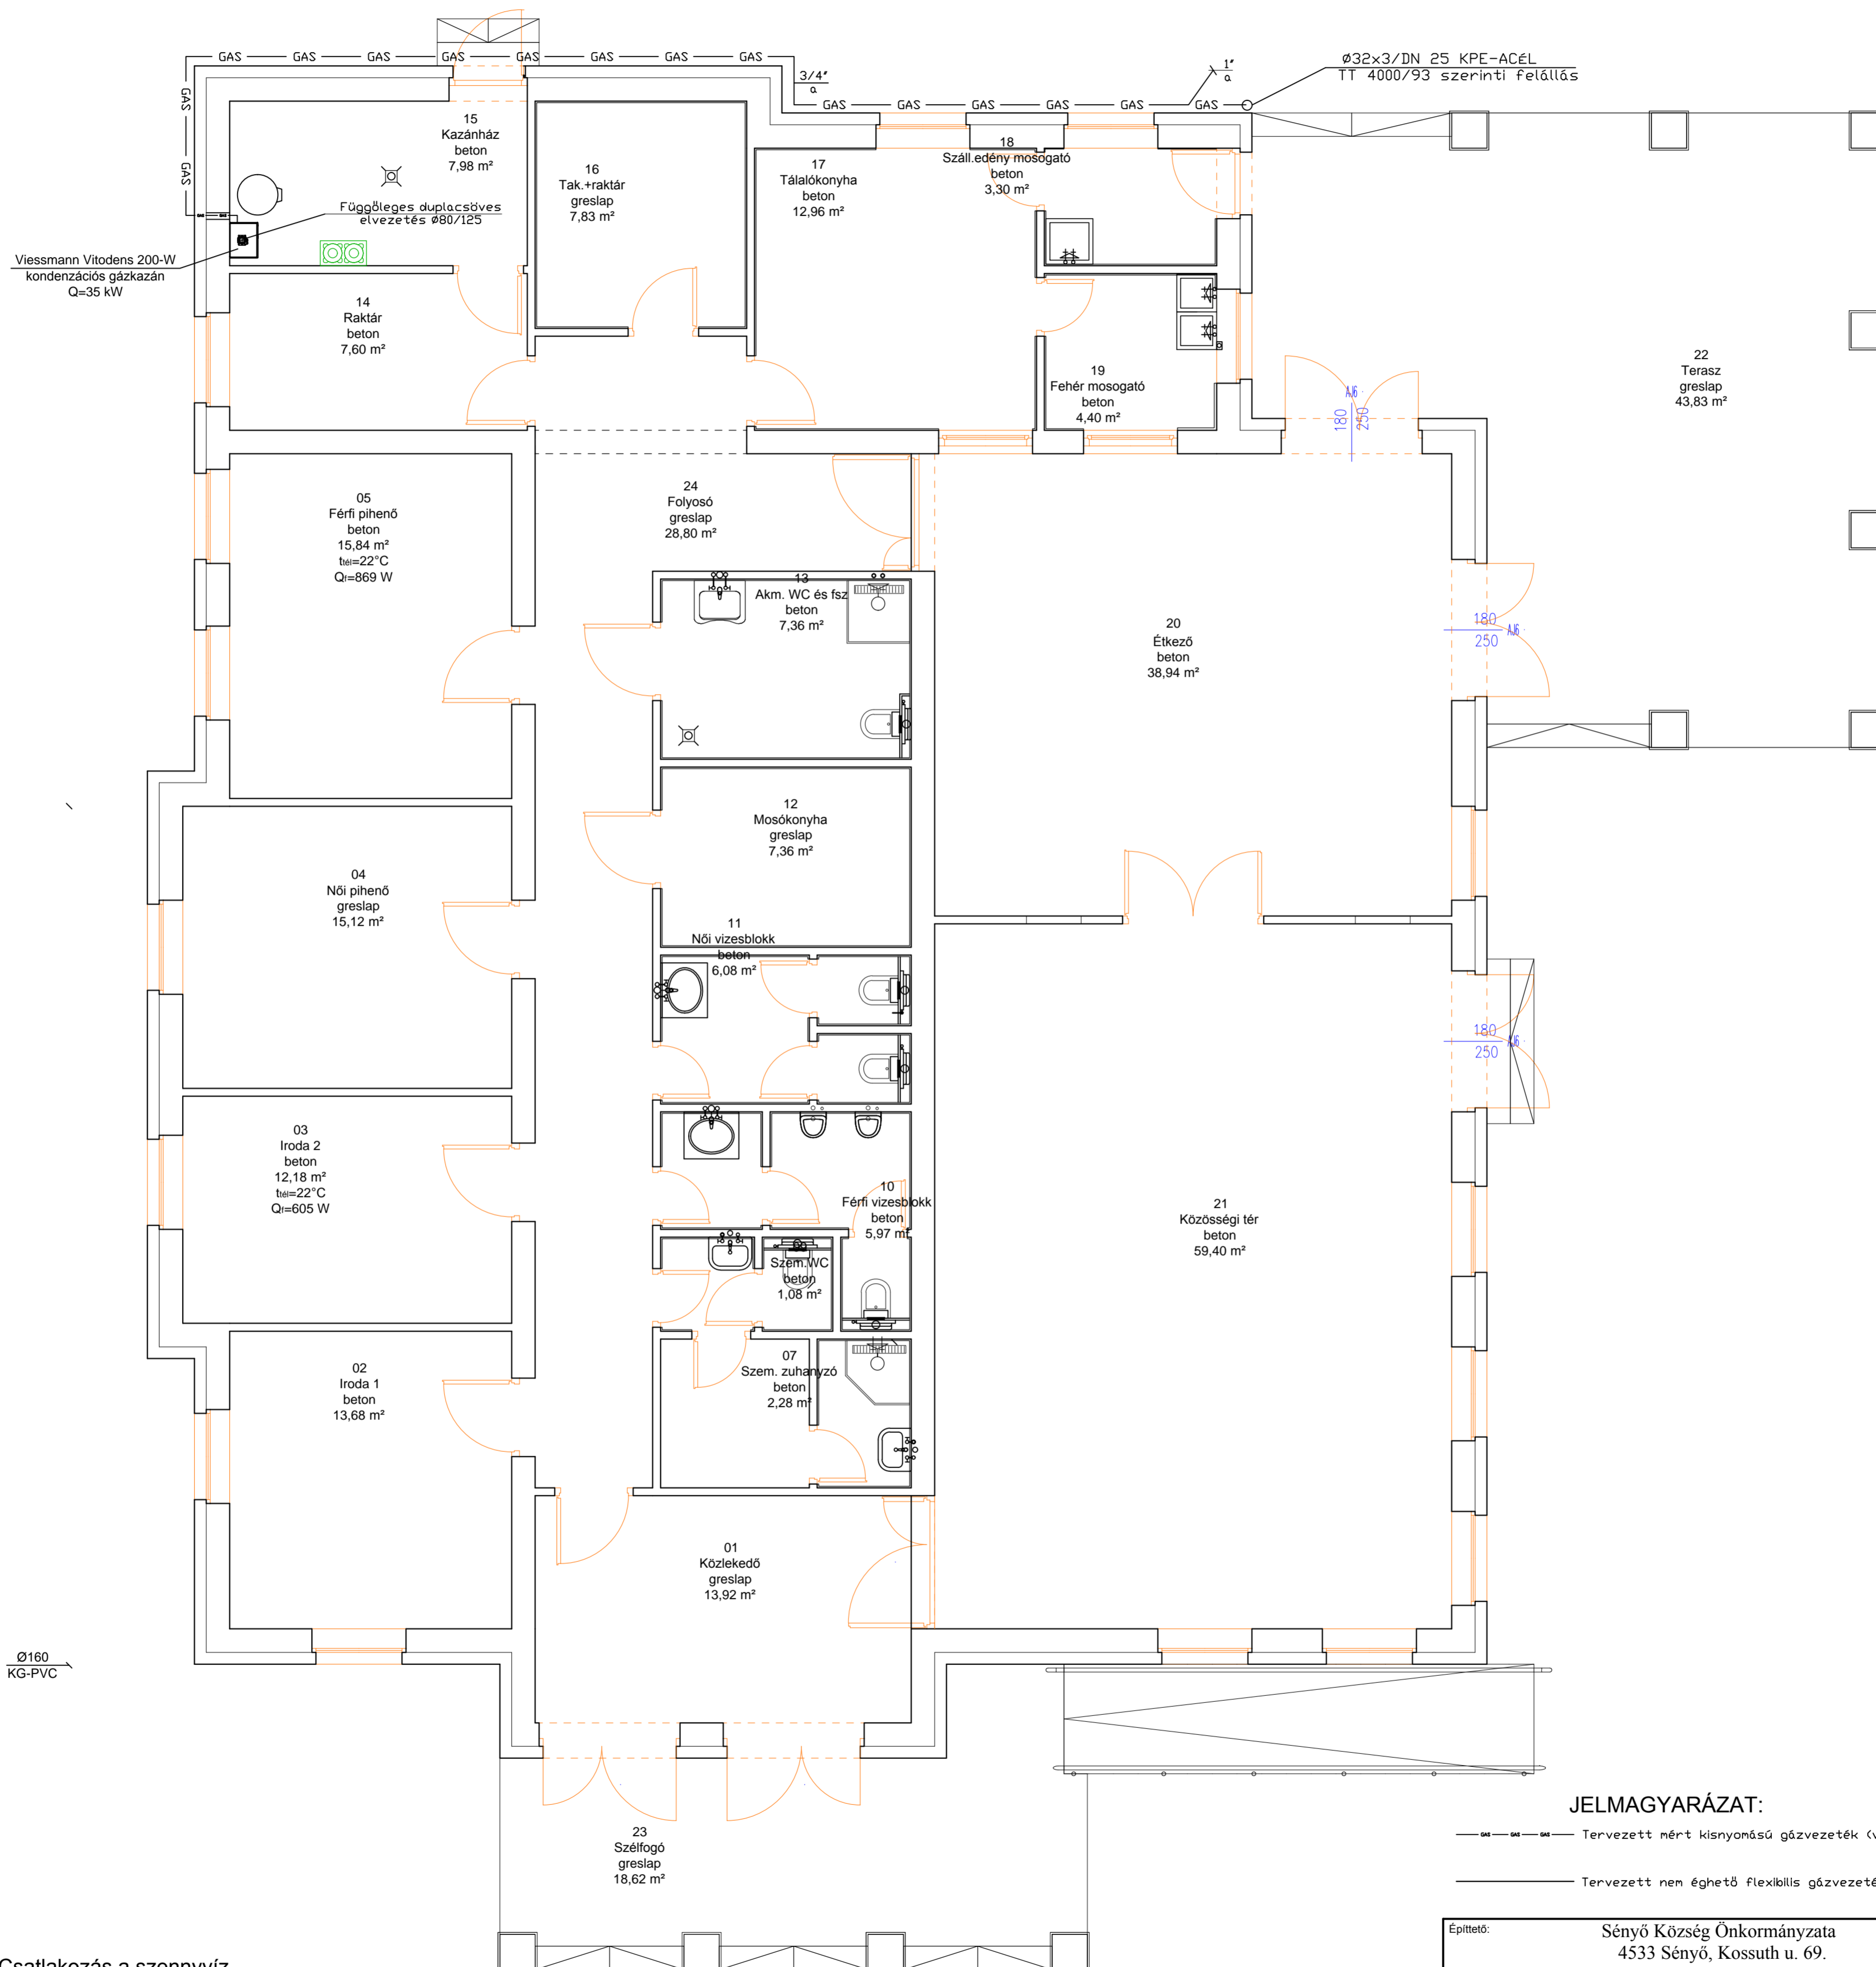 GAS GAS GAS GAS GAS GAS GAS GAS
3/4"
a
1"
a
Ø32x3/DN 25 KPE-ACÉL
TT 4000/93 szerinti felállás
GAS GAS GAS GAS GAS GAS
GAS
GAS
15
Kazánház
beton
7,98 m²
16
Tak.+raktár
greslap
7,83 m²
17
Tálalókonyha
beton
12,96 m²
18
Száll.edény mosogató
beton
3,30 m²
Függőleges duplacsöves
elvezetés Ø80/125
Viessmann Vitodens 200-W
kondenzációs gázkazán
Q=35 kW
14
Raktár
beton
7,60 m²
19
Fehér mosogató
beton
4,40 m²
22
Terasz
greslap
43,83 m²
180
250
AJ6
05
Férfi pihenő
beton
15,84 m²
ttél=22°C
Qf=869 W
24
Folyosó
greslap
28,80 m²
13
Akm. WC és fsz
beton
7,36 m²
20
Étkező
beton
38,94 m²
180
250
AJ6
12
Mosókonyha
greslap
7,36 m²
04
Női pihenő
greslap
15,12 m²
11
Női vizesblokk
beton
6,08 m²
180
250
AJ6
03
Iroda 2
beton
12,18 m²
ttél=22°C
Qf=605 W
10
Férfi vizesblokk
beton
5,97 m²
21
Közösségi tér
beton
59,40 m²
Szem.WC
beton
1,08 m²
02
Iroda 1
beton
13,68 m²
07
Szem. zuhanyzó
beton
2,28 m²
01
Közlekedő
greslap
13,92 m²
Ø160
KG-PVC
23
Szélfogó
greslap
18,62 m²
JELMAGYARÁZAT:
GAS GAS GAS Tervezett mért kisnyomású gázvezeték (v
Tervezett nem éghető flexibilis gázvezeté
Építtető:
Sényő Község Önkormányzata
4533 Sényő, Kossuth u. 69.
Csatlakozás a szennyvíz